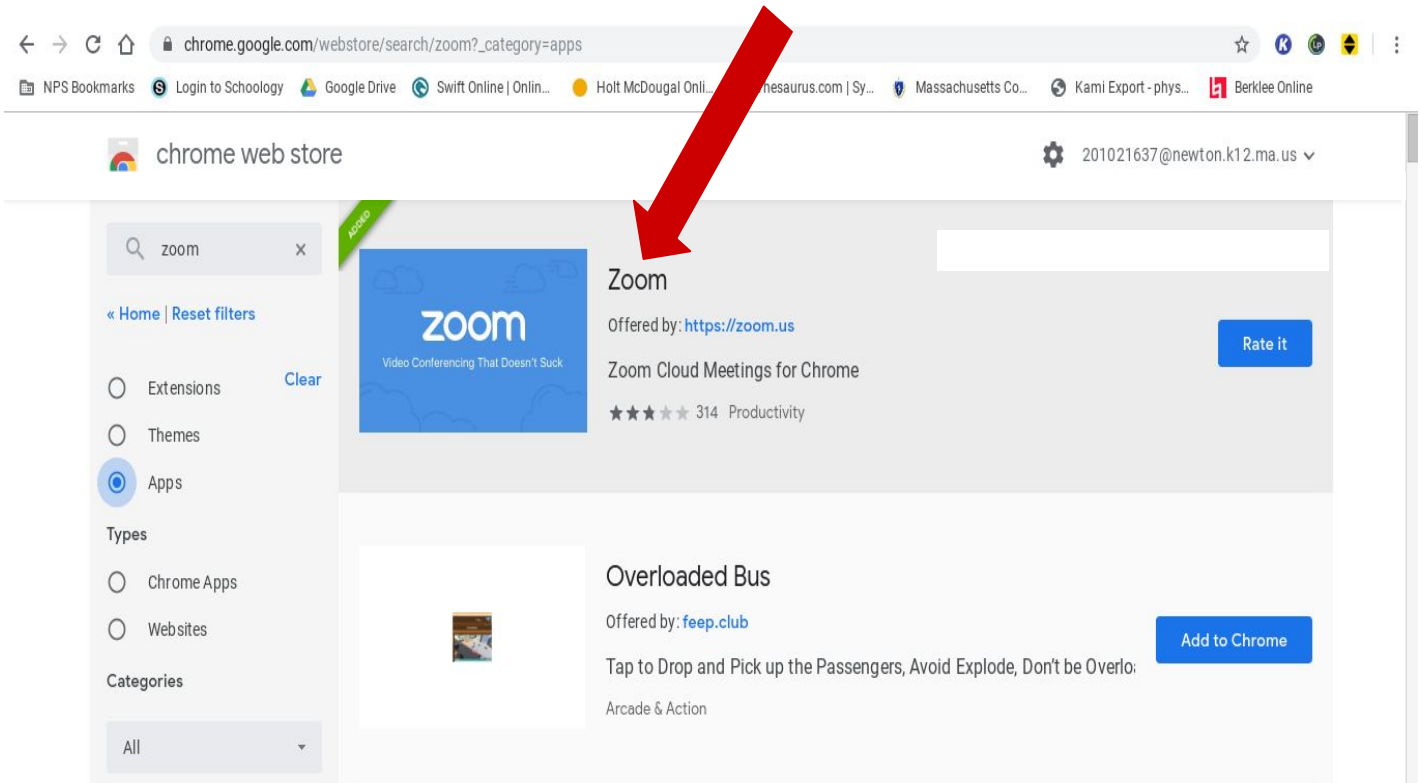 chrome.google.com/webstore/search/zoom?_category=apps
NPS Bookmarks Login to Schoology Google Drive Swift Online | Onlin... Holt McDougal Onli... hesaurus.com | Sy... Massachusetts Co... Kami Export - phys... Berklee Online
chrome web store 201021637@newton.k12.ma.us
zoom
« Home | Reset filters
Extensions Clear
Themes
Apps
Types
Chrome Apps
Websites
Categories
All
ADDED
zoom
Video Conferencing That Doesn't Suck
Zoom
Offered by: https://zoom.us
Zoom Cloud Meetings for Chrome
314 Productivity
Rate it
Overloaded Bus
Offered by: feep.club
Tap to Drop and Pick up the Passengers, Avoid Explode, Don't be Overlo
Arcade & Action
Add to Chrome